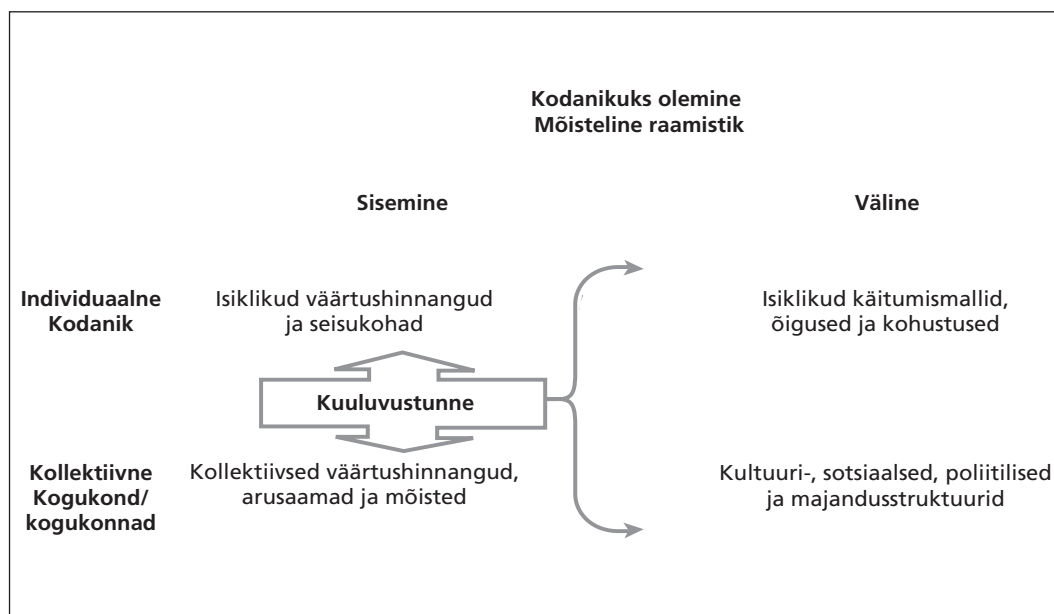 Kodanikuks olemine
Mõisteline raamistik
Sisemine
Väline
Individuaalne
Kodanik
Isiklikud väärtushinnangud
ja seisukohad
Isiklikud käitumismallid,
õigused ja kohustused
Kuuluvustunne
Kollektiivne
Kogukond/
kogukonnad
Kollektiivsed väärtushinnangud,
arusaamad ja mõisted
Kultuuri-, sotsiaalsed, poliitilised
ja majandusstruktuurid